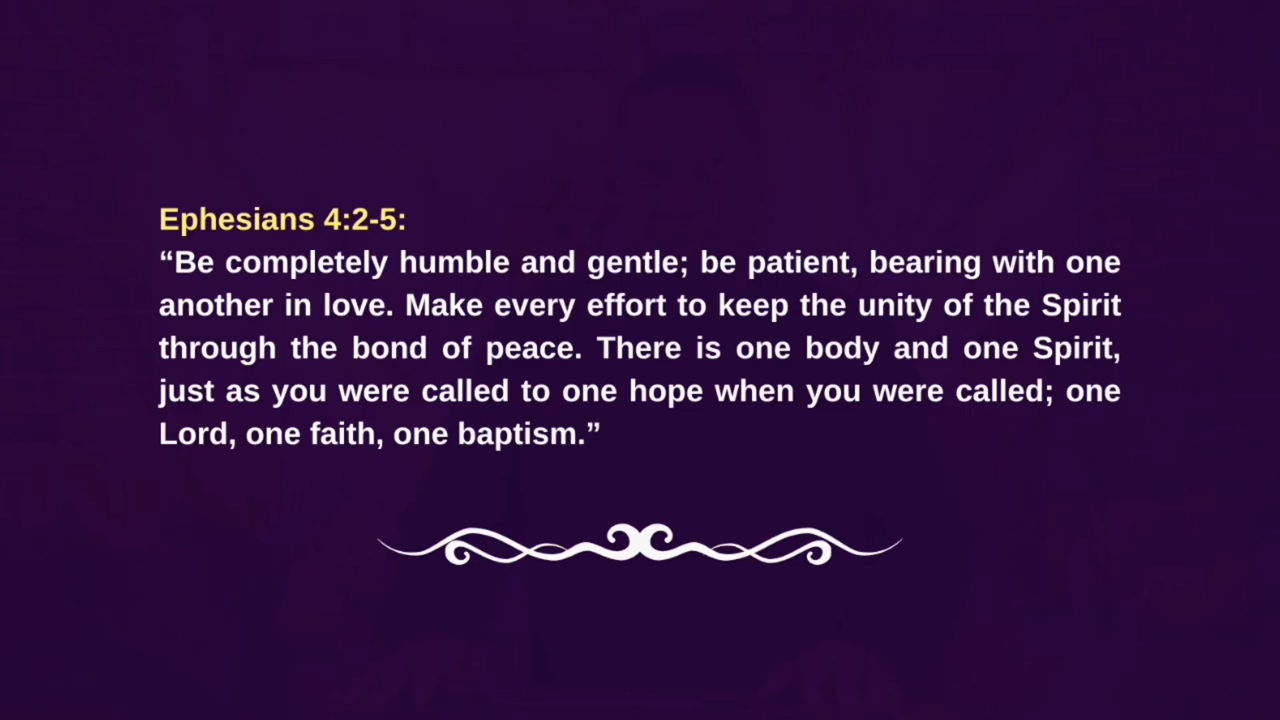 Ephesians 4:2-5:
“Be completely humble and gentle; be patient, bearing with one
another in love. Make every effort to keep the unity of the Spirit
through the bond of peace. There is one body and one Spirit,
just as you were called to one hope when you were called; one
Lord, one faith, one baptism.”